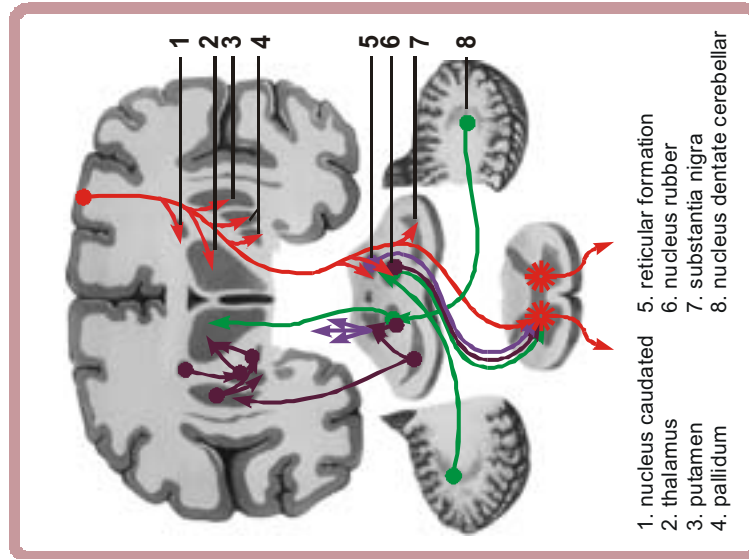 1 2 3 4 5 6 7 8
1. nucleus caudated
2. thalamus
3. putamen
4. pallidum
5. reticular formation
6. nucleus rubber
7. substantia nigra
8. nucleus dentate cerebellar